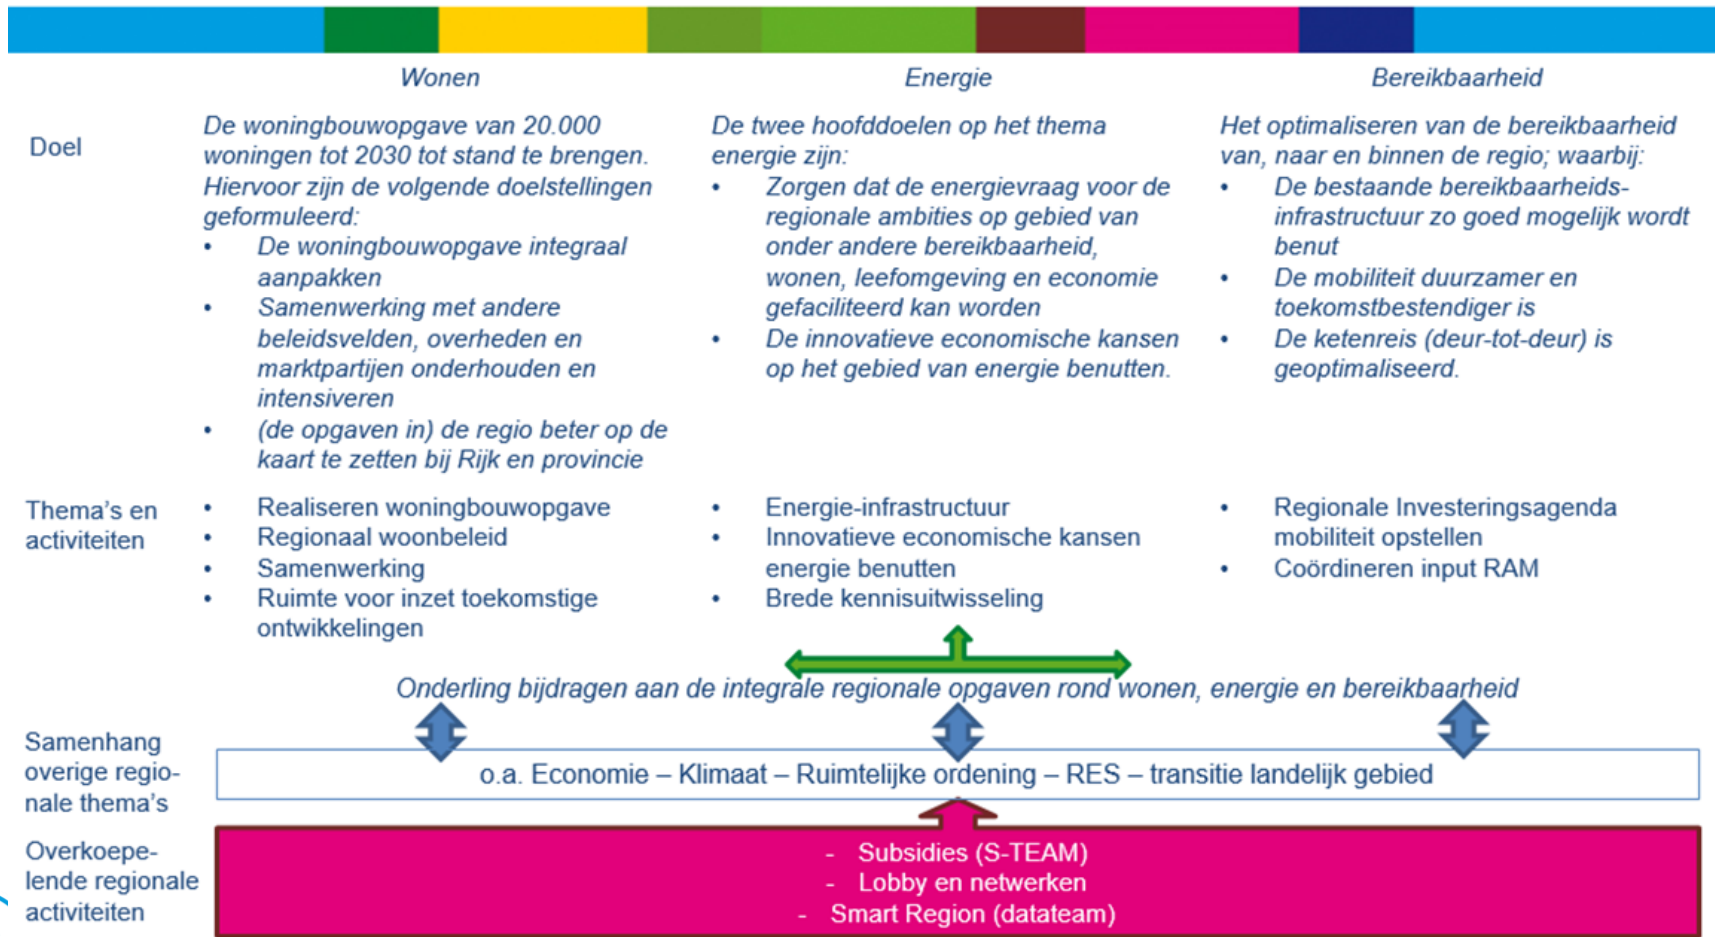 Wonen
Energie
Bereikbaarheid
Doel
De woningbouwopgave van 20.000
woningen tot 2030 tot stand te brengen.
Hiervoor zijn de volgende doelstellingen
geformuleerd:
• De woningbouwopgave integraal
aanpakken
• Samenwerking met andere
beleidsvelden, overheden en
marktpartijen onderhouden en
intensiveren
• (de opgaven in) de regio beter op de
kaart te zetten bij Rijk en provincie
De twee hoofddoelen op het thema
energie zijn:
• Zorgen dat de energievraag voor de
regionale ambities op gebied van
onder andere bereikbaarheid,
wonen, leefomgeving en economie
gefaciliteerd kan worden
• De innovatieve economische kansen
op het gebied van energie benutten.
Het optimaliseren van de bereikbaarheid
van, naar en binnen de regio; waarbij:
• De bestaande bereikbaarheids-
infrastructuur zo goed mogelijk wordt
benut
• De mobiliteit duurzamer en
toekomstbestendiger is
• De ketenreis (deur-tot-deur) is
geoptimaliseerd.
Thema's en
activiteiten
• Realiseren woningbouwopgave
• Regionaal woonbeleid
• Samenwerking
• Ruimte voor inzet toekomstige
ontwikkelingen
• Energie-infrastructuur
• Innovatieve economische kansen
energie benutten
• Brede kennisuitwisseling
• Regionale Investeringsagenda
mobiliteit opstellen
• Coördineren input RAM
Onderling bijdragen aan de integrale regionale opgaven rond wonen, energie en bereikbaarheid
Samenhang
overige regio-
nale thema's
o.a. Economie – Klimaat – Ruimtelijke ordening – RES – transitie landelijk gebied
Overkoepe-
lende regionale
activiteiten
- Subsidies (S-TEAM)
- Lobby en netwerken
- Smart Region (datateam)